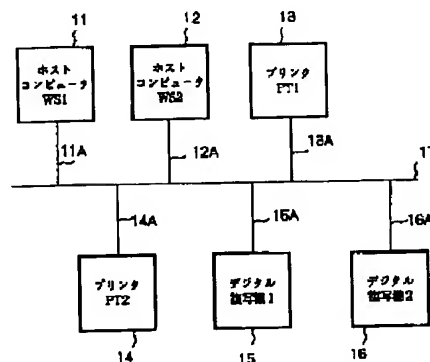 11
ホスト
コンピュータ
WS1
12
ホスト
コンピュータ
WS2
13
プリンタ
PT1
11A
12A
13A
17
14A
15A
16A
プリンタ
PT2
14
デジタル
複写機1
15
デジタル
複写機2
16